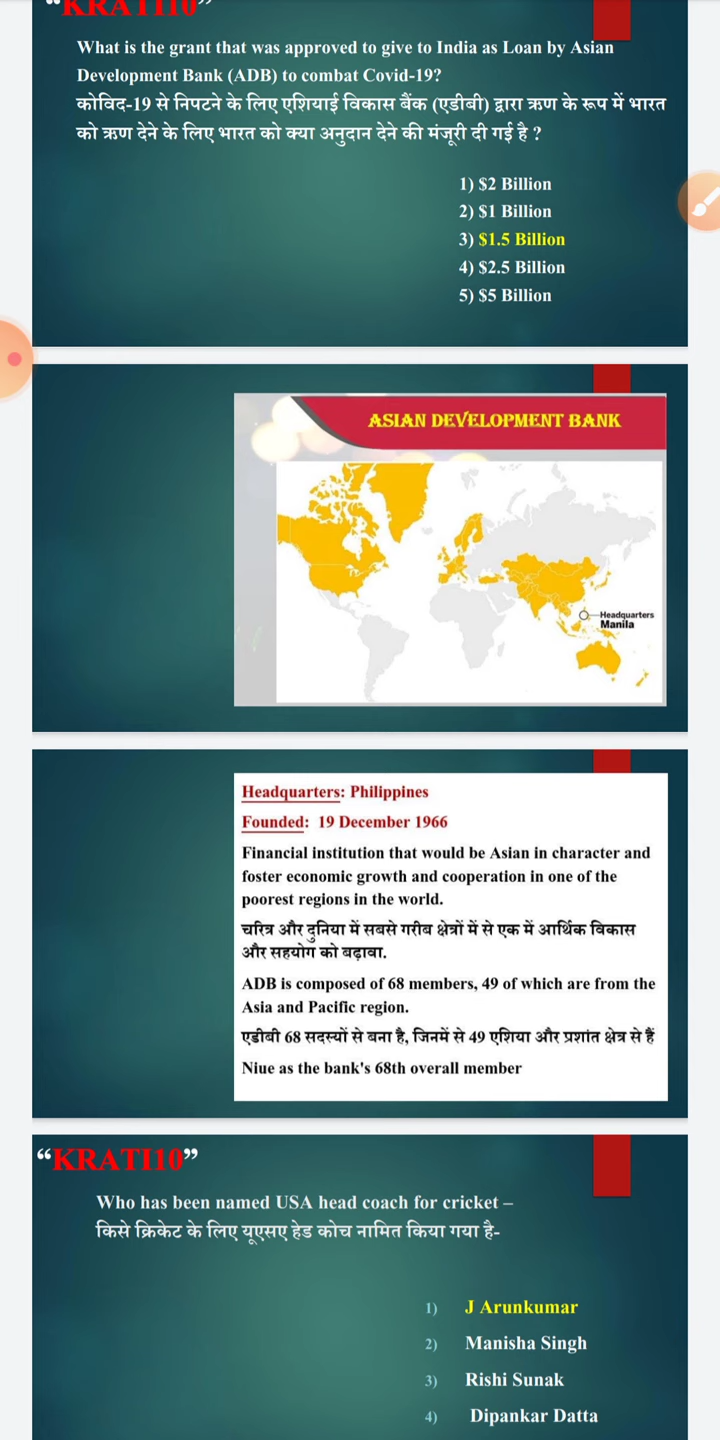 “KRATI10”
What is the grant that was approved to give to India as Loan by Asian
Development Bank (ADB) to combat Covid-19?
कोविद-19 से निपटने के लिए एशियाई विकास बैंक (एडीबी) द्वारा ऋण के रूप में भारत
को ऋण देने के लिए भारत को क्या अनुदान देने की मंजूरी दी गई है ?
1) $2 Billion
2) $1 Billion
3) $1.5 Billion
4) $2.5 Billion
5) $5 Billion
ASIAN DEVELOPMENT BANK
Headquarters
Manila
Headquarters: Philippines
Founded: 19 December 1966
Financial institution that would be Asian in character and
foster economic growth and cooperation in one of the
poorest regions in the world.
चरित्र और दुनिया में सबसे गरीब क्षेत्रों में से एक में आर्थिक विकास
और सहयोग को बढ़ावा.
ADB is composed of 68 members, 49 of which are from the
Asia and Pacific region.
एडीबी 68 सदस्यों से बना है, जिनमें से 49 एशिया और प्रशांत क्षेत्र से हैं
Niue as the bank's 68th overall member
“KRATI10”
Who has been named USA head coach for cricket –
किसे क्रिकेट के लिए यूएसए हेड कोच नामित किया गया है-
1) J Arunkumar
2) Manisha Singh
3) Rishi Sunak
4) Dipankar Datta